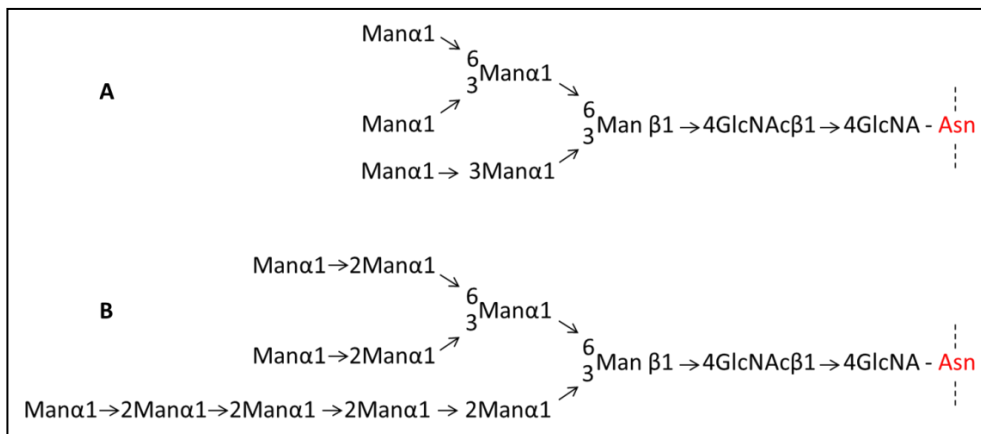 Manα1
6
3Manα1
A
Manα1
6
3Man β1→4GlcNAcβ1→4GlcNA - Asn
Manα1→ 3Manα1
Manα1→2Manα1
6
3Manα1
B
Manα1→2Manα1
6
3Man β1→4GlcNAcβ1→4GlcNA - Asn
Manα1→2Manα1→2Manα1→2Manα1→ 2Manα1